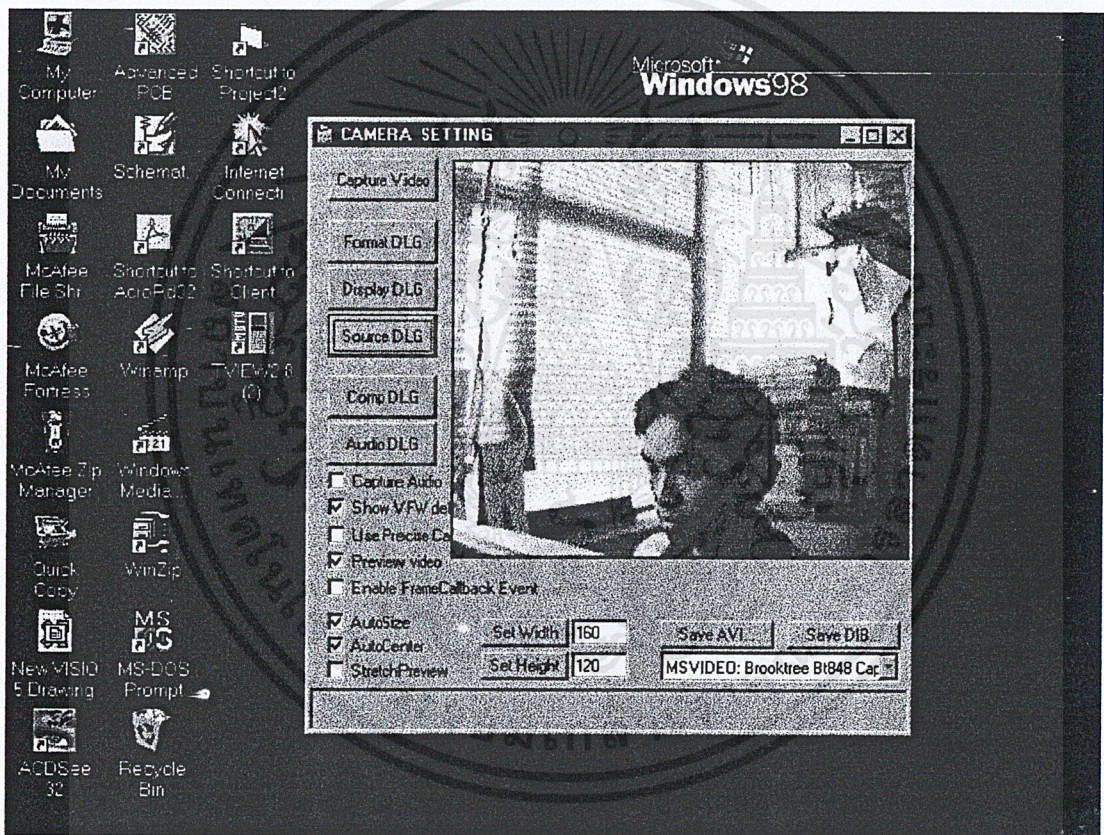 My
Computer
Advanced
PCB
Shortcut to
Project2
My
Documents
Schemat..
Internet
Connecti..
McAfee
File Shr..
Shortcut to
AcroRd32
Shortcut to
Client
McAfee
Fortress
Winamp
TVIEW2.6
McAfee Zip
Manager
Windows
Media...
Quick
Copy
WinZip
New VISIO
5 Drawing
MS-DOS
Prompt
ACDSee
32
Recycle
Bin
Microsoft
Windows98
CAMERA SETTING
Capture Video
Format DLG
Display DLG
Source DLG
Comp DLG
Audio DLG
Capture Audio
Show VFW de
Use Precise Ca
Preview video
Enable FrameCallback Event
AutoSize
AutoCenter
StretchPreview
Set Width 160
Set Height 120
Save AVI...
Save DIB...
MSVIDEO: Brooktree Bt848 Cap